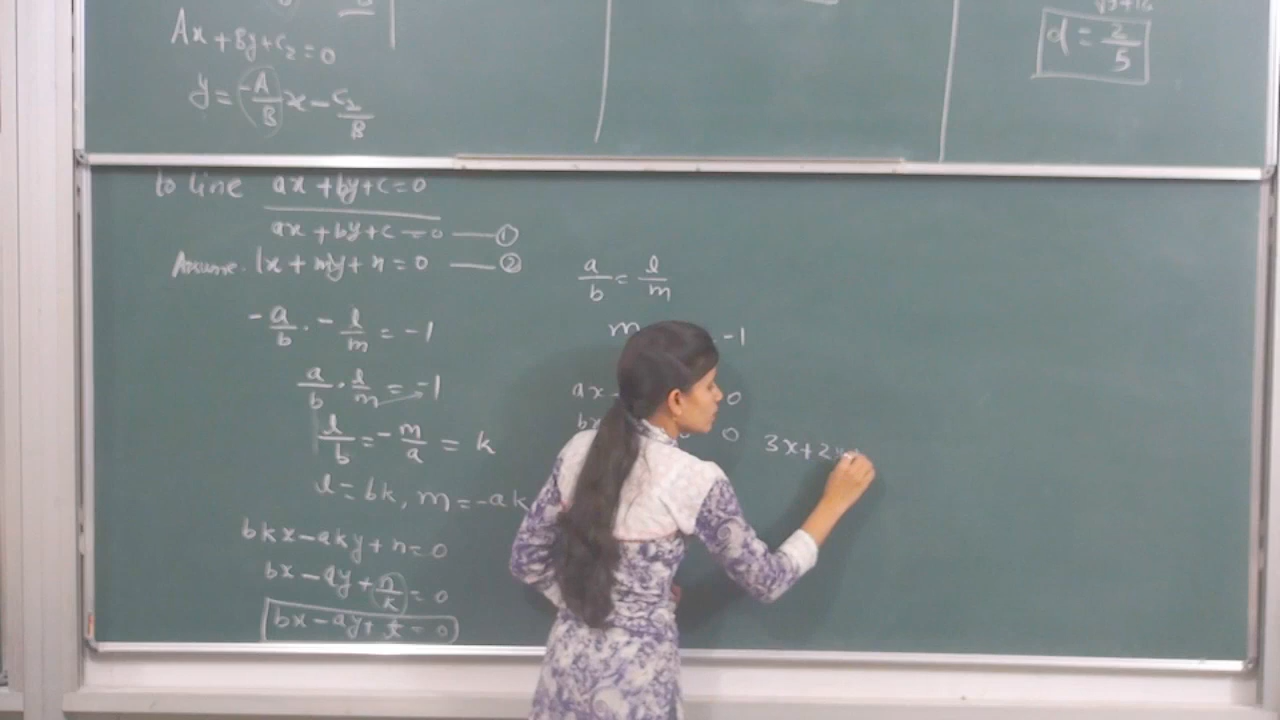 Ax+By+c₂=0
y=(-A/B)x-c₂/B
d=2/5
to line ax+by+c=0
ax+by+c=0 —①
Assume. lx+my+n=0 —②
-a/b.-l/m=-1
a/b.l/m=-1
l/b=-m/a=k
l=bk, m=-ak
bkx-aky+n=0
bx-ay+n/k=0
bx-ay+t=0
a/b=l/m
m -1
ax 0
bx 0
3x+2y